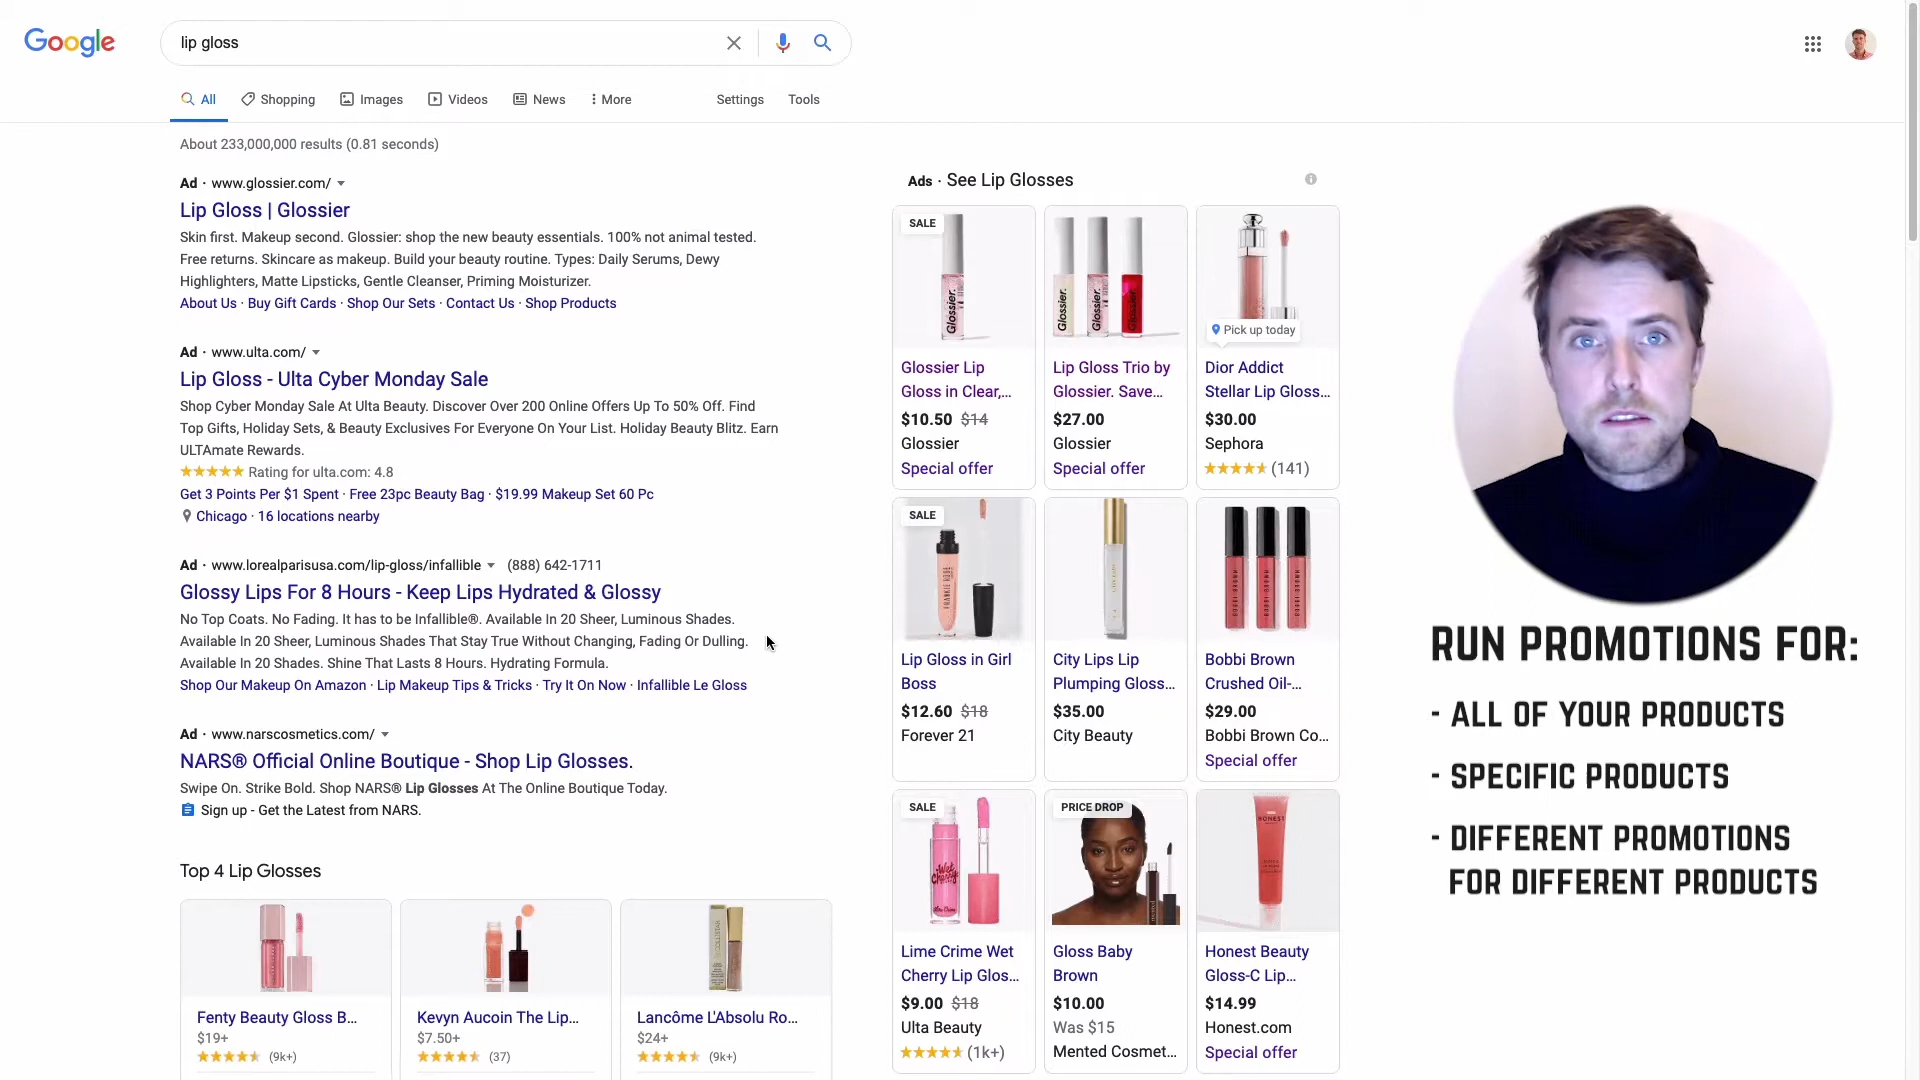 Google
lip gloss
All
Shopping
Images
Videos
News
More
Settings
Tools
About 233,000,000 results (0.81 seconds)
Ad · www.glossier.com/
Lip Gloss | Glossier
Skin first. Makeup second. Glossier: shop the new beauty essentials. 100% not animal tested.
Free returns. Skincare as makeup. Build your beauty routine. Types: Daily Serums, Dewy
Highlighters, Matte Lipsticks, Gentle Cleanser, Priming Moisturizer.
About Us · Buy Gift Cards · Shop Our Sets · Contact Us · Shop Products
Ad · www.ulta.com/
Lip Gloss - Ulta Cyber Monday Sale
Shop Cyber Monday Sale At Ulta Beauty. Discover Over 200 Online Offers Up To 50% Off. Find
Top Gifts, Holiday Sets, & Beauty Exclusives For Everyone On Your List. Holiday Beauty Blitz. Earn
ULTAmate Rewards.
Rating for ulta.com: 4.8
Get 3 Points Per $1 Spent · Free 23pc Beauty Bag · $19.99 Makeup Set 60 Pc
Chicago · 16 locations nearby
Ad · www.lorealparisusa.com/lip-gloss/infallible (888) 642-1711
Glossy Lips For 8 Hours - Keep Lips Hydrated & Glossy
No Top Coats. No Fading. It has to be Infallible®. Available In 20 Sheer, Luminous Shades.
Available In 20 Sheer, Luminous Shades That Stay True Without Changing, Fading Or Dulling.
Available In 20 Shades. Shine That Lasts 8 Hours. Hydrating Formula.
Shop Our Makeup On Amazon · Lip Makeup Tips & Tricks · Try It On Now · Infallible Le Gloss
Ad · www.narscosmetics.com/
NARS® Official Online Boutique - Shop Lip Glosses.
Swipe On. Strike Bold. Shop NARS® Lip Glosses At The Online Boutique Today.
Sign up - Get the Latest from NARS.
Top 4 Lip Glosses
Fenty Beauty Gloss B...
$19+
(9k+)
Kevyn Aucoin The Lip...
$7.50+
(37)
Lancôme L'Absolu Ro...
$24+
(9k+)
Ads · See Lip Glosses
SALE
Glossier.
Glossier Lip
Gloss in Clear,...
$10.50 $14
Glossier
Special offer
Glossier.
Glossier.
Glossier.
Lip Gloss Trio by
Glossier. Save...
$27.00
Glossier
Special offer
Pick up today
Dior Addict
Stellar Lip Gloss...
$30.00
Sephora
(141)
SALE
FRANKIE ROSE
Lip Gloss in Girl
Boss
$12.60 $18
Forever 21
City Lips Lip
Plumping Gloss...
$35.00
City Beauty
BOBBI BROWN
BOBBI BROWN
BOBBI BROWN
Bobbi Brown
Crushed Oil-...
$29.00
Bobbi Brown Co...
Special offer
SALE
Wet
Cherry
Lime Crime Wet
Cherry Lip Glos...
$9.00 $18
Ulta Beauty
(1k+)
PRICE DROP
mented
Gloss Baby
Brown
$10.00
Was $15
Mented Cosmet...
HONEST
Honest Beauty
Gloss-C Lip...
$14.99
Honest.com
Special offer
RUN PROMOTIONS FOR:
- ALL OF YOUR PRODUCTS
- SPECIFIC PRODUCTS
- DIFFERENT PROMOTIONS
FOR DIFFERENT PRODUCTS